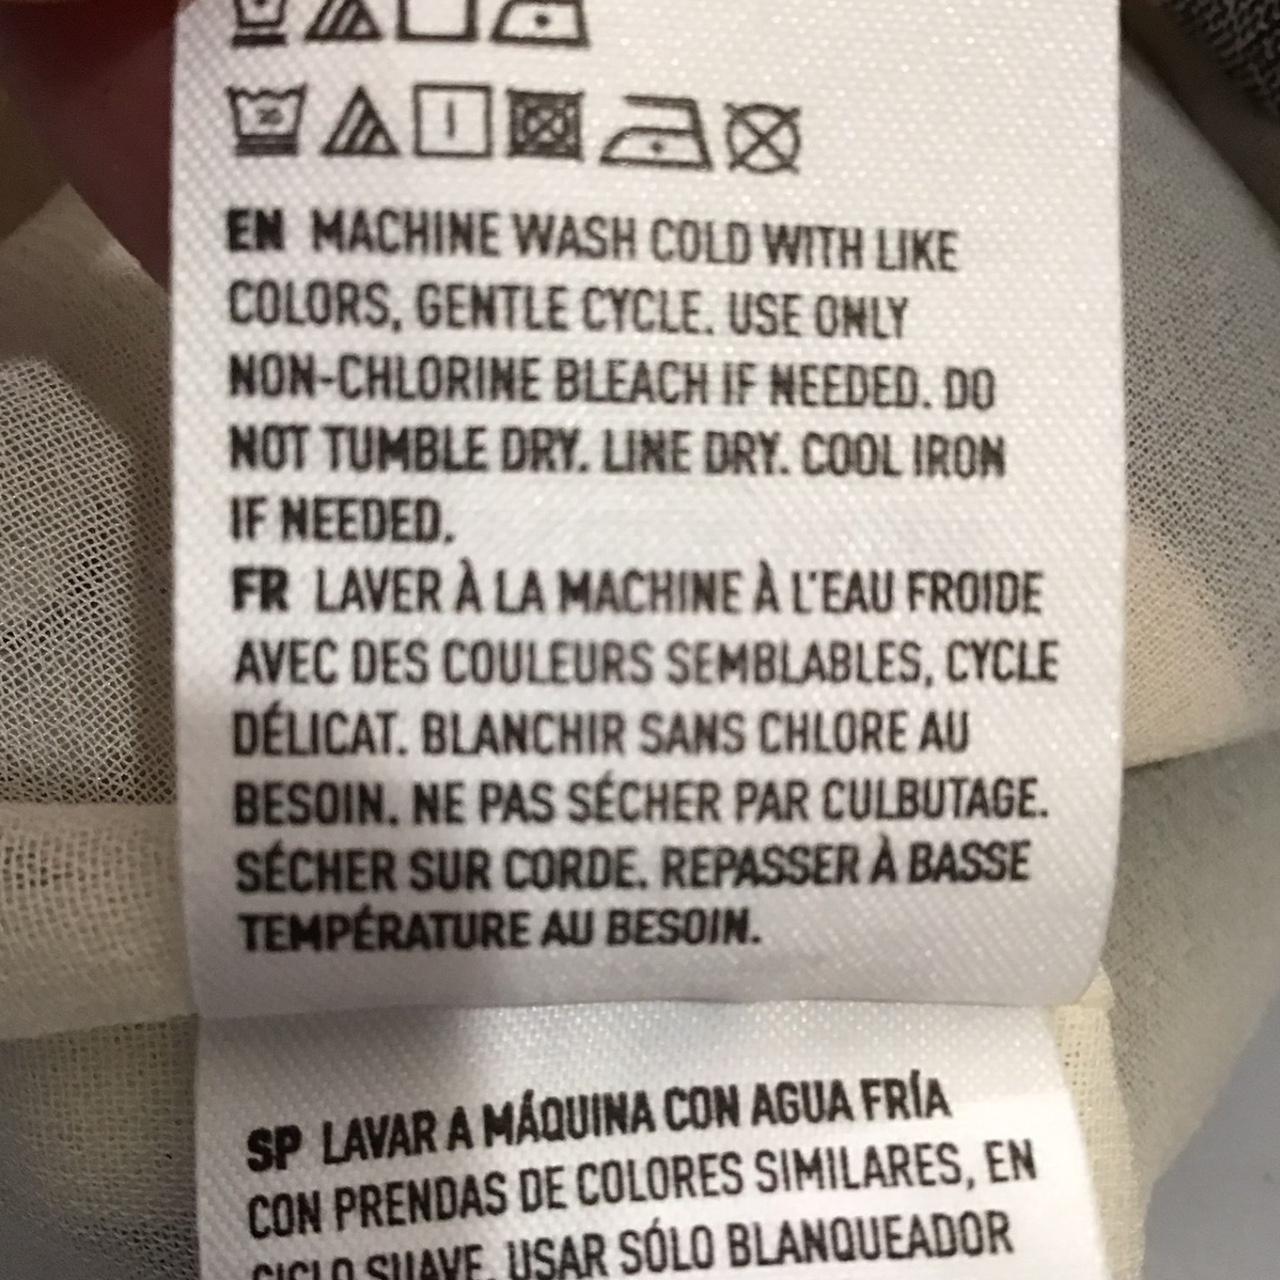 30
EN MACHINE WASH COLD WITH LIKE
COLORS, GENTLE CYCLE. USE ONLY
NON-CHLORINE BLEACH IF NEEDED. DO
NOT TUMBLE DRY. LINE DRY. COOL IRON
IF NEEDED.
FR LAVER À LA MACHINE À L'EAU FROIDE
AVEC DES COULEURS SEMBLABLES, CYCLE
DÉLICAT. BLANCHIR SANS CHLORE AU
BESOIN. NE PAS SÉCHER PAR CULBUTAGE.
SÉCHER SUR CORDE. REPASSER À BASSE
TEMPÉRATURE AU BESOIN.
SP LAVAR A MÁQUINA CON AGUA FRÍA
CON PRENDAS DE COLORES SIMILARES, EN
CICLO SUAVE. USAR SÓLO BLANQUEADOR